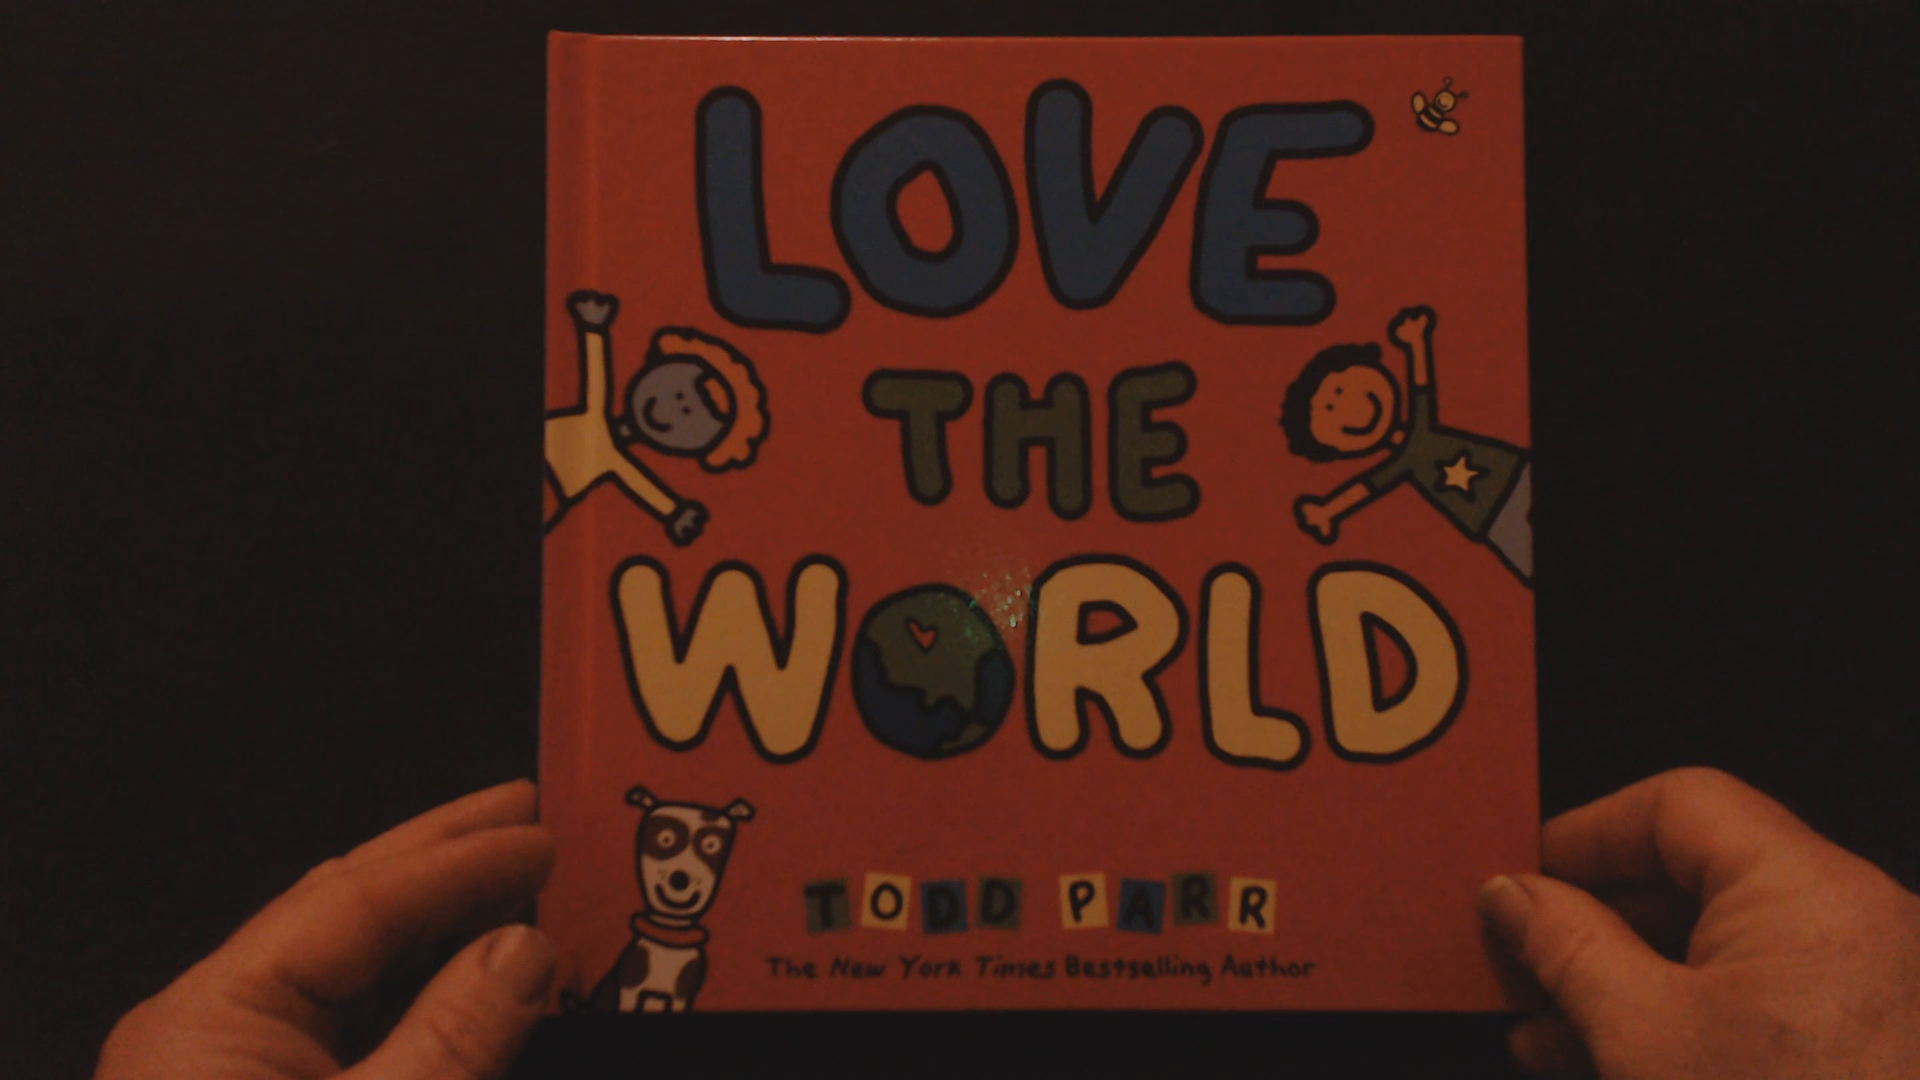 LOVE
THE
WORLD
TODD PARR
The New York Times Bestselling Author